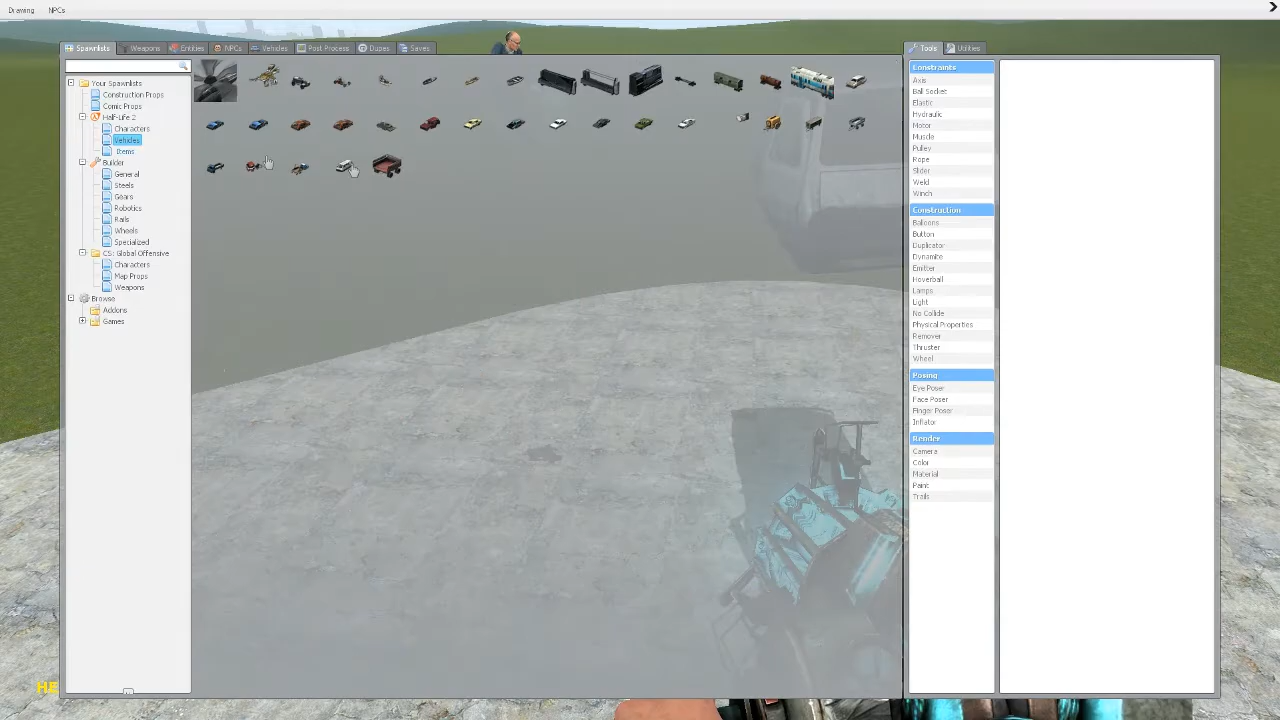 Drawing NPCs
Spawnlists Weapons Entities NPCs Vehicles Post Process Dupes Saves
Your Spawnlists
Construction Props
Comic Props
Half-Life 2
Characters
Vehicles
Items
Builder
General
Steels
Gears
Robotics
Rails
Wheels
Specialized
CS: Global Offensive
Characters
Map Props
Weapons
Browse
Addons
Games
Tools Utilities
Constraints
Axis
Ball Socket
Elastic
Hydraulic
Motor
Muscle
Pulley
Rope
Slider
Weld
Winch
Construction
Balloons
Button
Duplicator
Dynamite
Emitter
Hoverball
Lamps
Light
No Collide
Physical Properties
Remover
Thruster
Wheel
Posing
Eye Poser
Face Poser
Finger Poser
Inflator
Render
Camera
Color
Material
Paint
Trails
HE